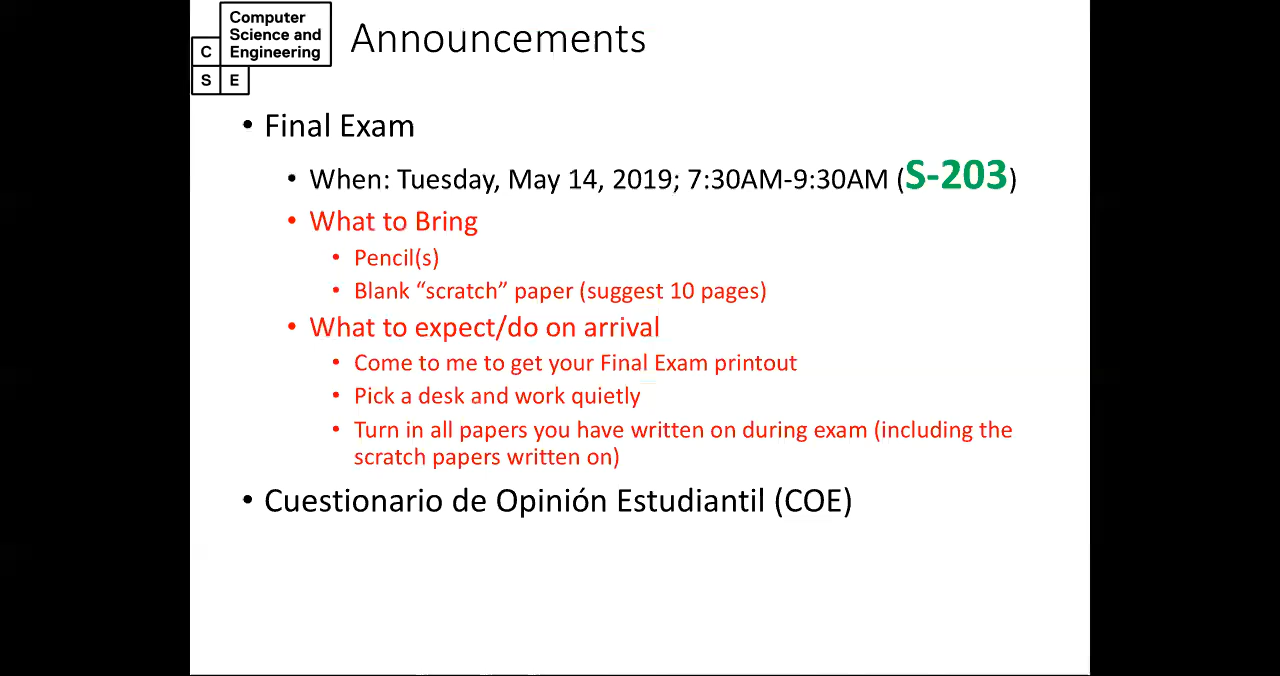 Computer
Science and
Engineering
C
S E
Announcements
• Final Exam
• When: Tuesday, May 14, 2019; 7:30AM-9:30AM (S-203)
• What to Bring
• Pencil(s)
• Blank “scratch” paper (suggest 10 pages)
• What to expect/do on arrival
• Come to me to get your Final Exam printout
• Pick a desk and work quietly
• Turn in all papers you have written on during exam (including the
scratch papers written on)
• Cuestionario de Opinión Estudiantil (COE)